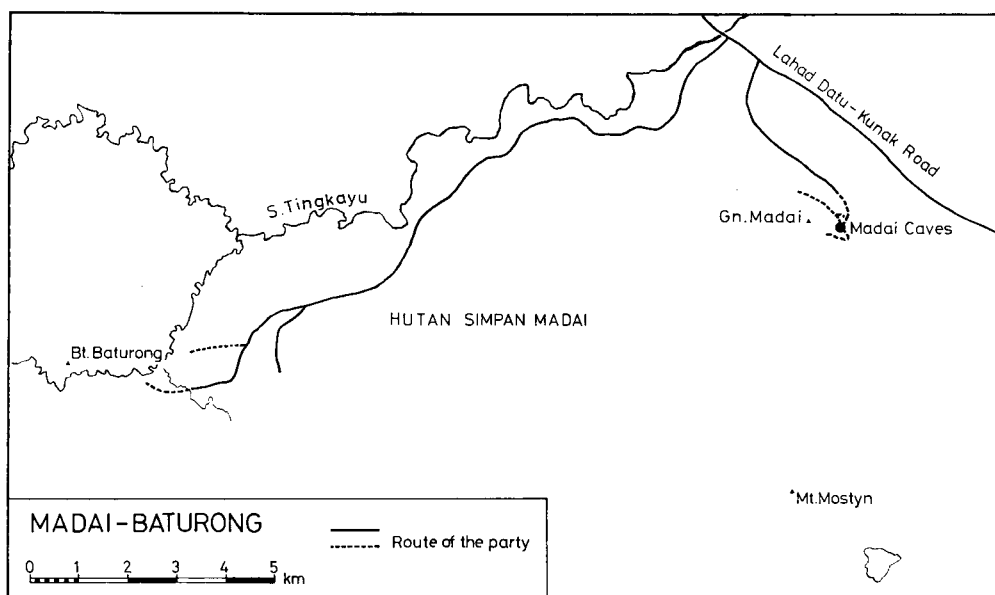 Lahad Datu-Kunak Road
S.Tingkayu
Gn.Madai
Madai Caves
HUTAN SIMPAN MADAI
Bt.Baturong
Mt.Mostyn
MADAI-BATURONG
Route of the party
0 1 2 3 4 5
km